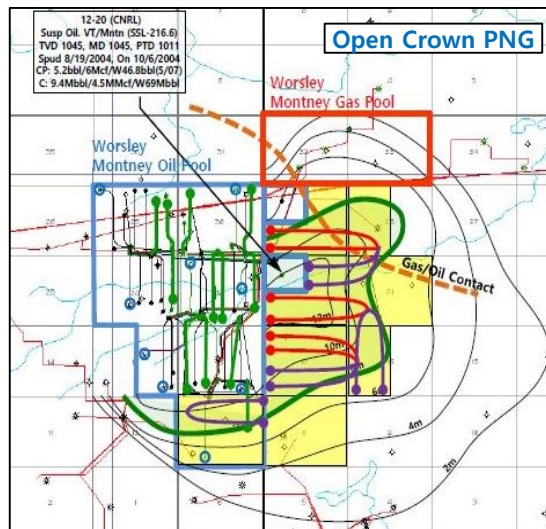 12-20 (CNRL)
Susp Oil. VT/Mntn (SSL-216.6)
TVD 1045, MD 1045, PTD 1011
Spud 8/19/2004, On 10/6/2004
CP: 5.2bbl/6Mcf/W46.8bbl(5/07)
C: 9.4Mbbl/4.5MMcf/W69Mbbl
Open Crown PNG
Worsley
Montney Gas Pool
Worsley
Montney Oil Pool
Gas/Oil Contact
12m
10m
4m
2m